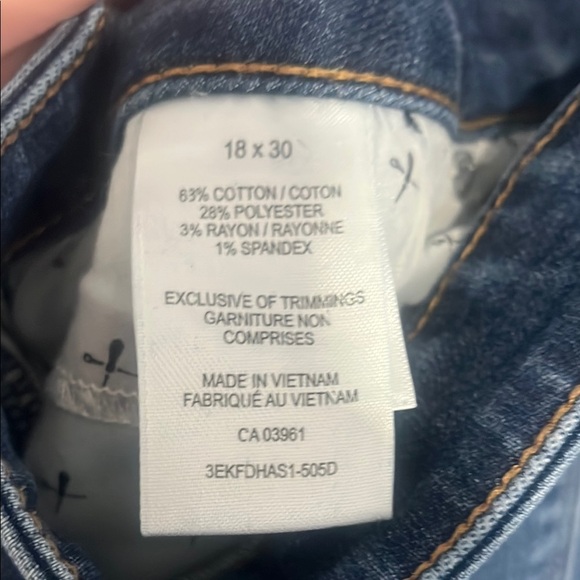 18 x 30
63% COTTON / COTON
28% POLYESTER
3% RAYON / RAYONNE
1% SPANDEX
EXCLUSIVE OF TRIMMINGS
GARNITURE NON
COMPRISES
MADE IN VIETNAM
FABRIQUÉ AU VIETNAM
CA 03961
3EKFDHAS1-505D